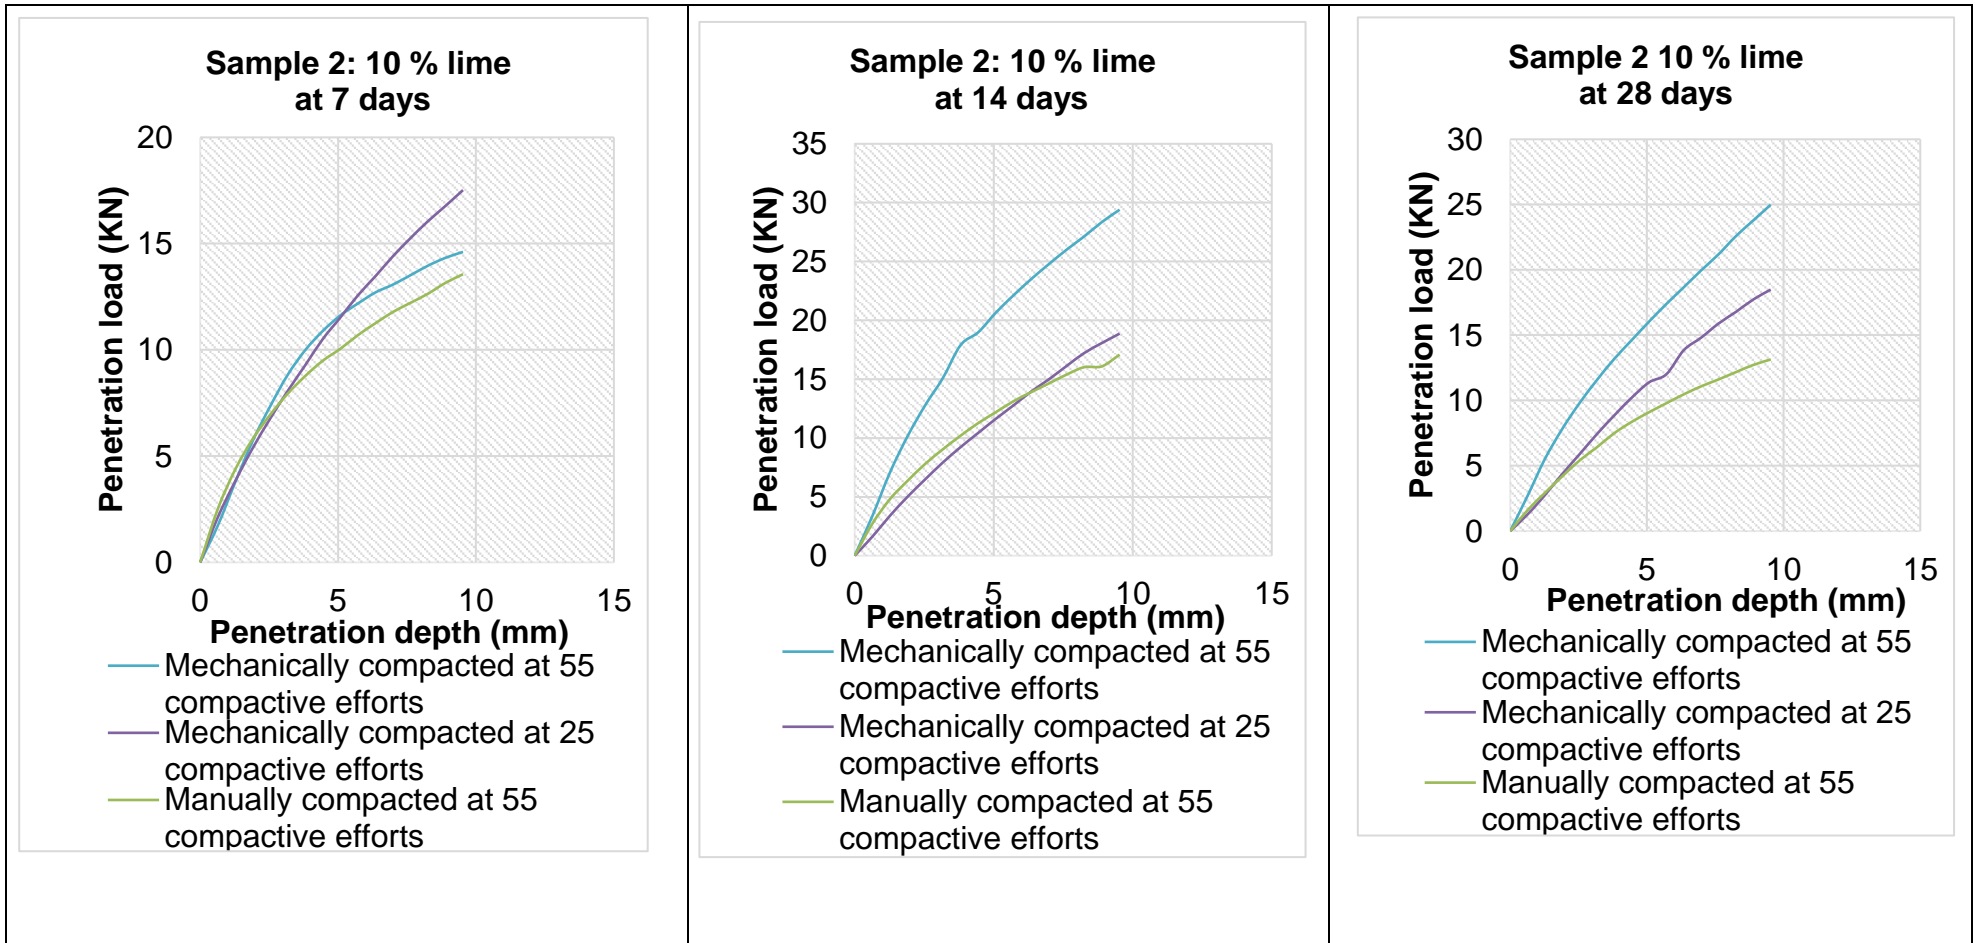 Sample 2: 10 % lime
at 7 days
20
15
10
5
0
Penetration load (KN)
0 5 10 15
Penetration depth (mm)
Mechanically compacted at 55
compactive efforts
Mechanically compacted at 25
compactive efforts
Manually compacted at 55
compactive efforts
Sample 2: 10 % lime
at 14 days
35
30
25
20
15
10
5
0
Penetration load (KN)
0 5 10 15
Penetration depth (mm)
Mechanically compacted at 55
compactive efforts
Mechanically compacted at 25
compactive efforts
Manually compacted at 55
compactive efforts
Sample 2 10 % lime
at 28 days
30
25
20
15
10
5
0
Penetration load (KN)
0 5 10 15
Penetration depth (mm)
Mechanically compacted at 55
compactive efforts
Mechanically compacted at 25
compactive efforts
Manually compacted at 55
compactive efforts